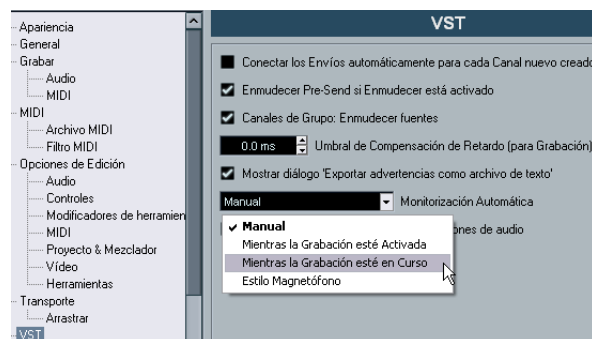 Apariencia
General
Grabar
Audio
MIDI
MIDI
Archivo MIDI
Filtro MIDI
Opciones de Edición
Audio
Controles
Modificadores de herramien
MIDI
Proyecto & Mezclador
Vídeo
Herramientas
Transporte
Arrastrar
VST
VST
Conectar los Envíos automáticamente para cada Canal nuevo creado
Enmudecer Pre-Send si Enmudecer está activado
Canales de Grupo: Enmudecer fuentes
0.0 ms Umbral de Compensación de Retardo (para Grabación)
Mostrar diálogo 'Exportar advertencias como archivo de texto'
Manual Monitorización Automática
Manual
Mientras la Grabación esté Activada
Mientras la Grabación esté en Curso
Estilo Magnetófono
ones de audio